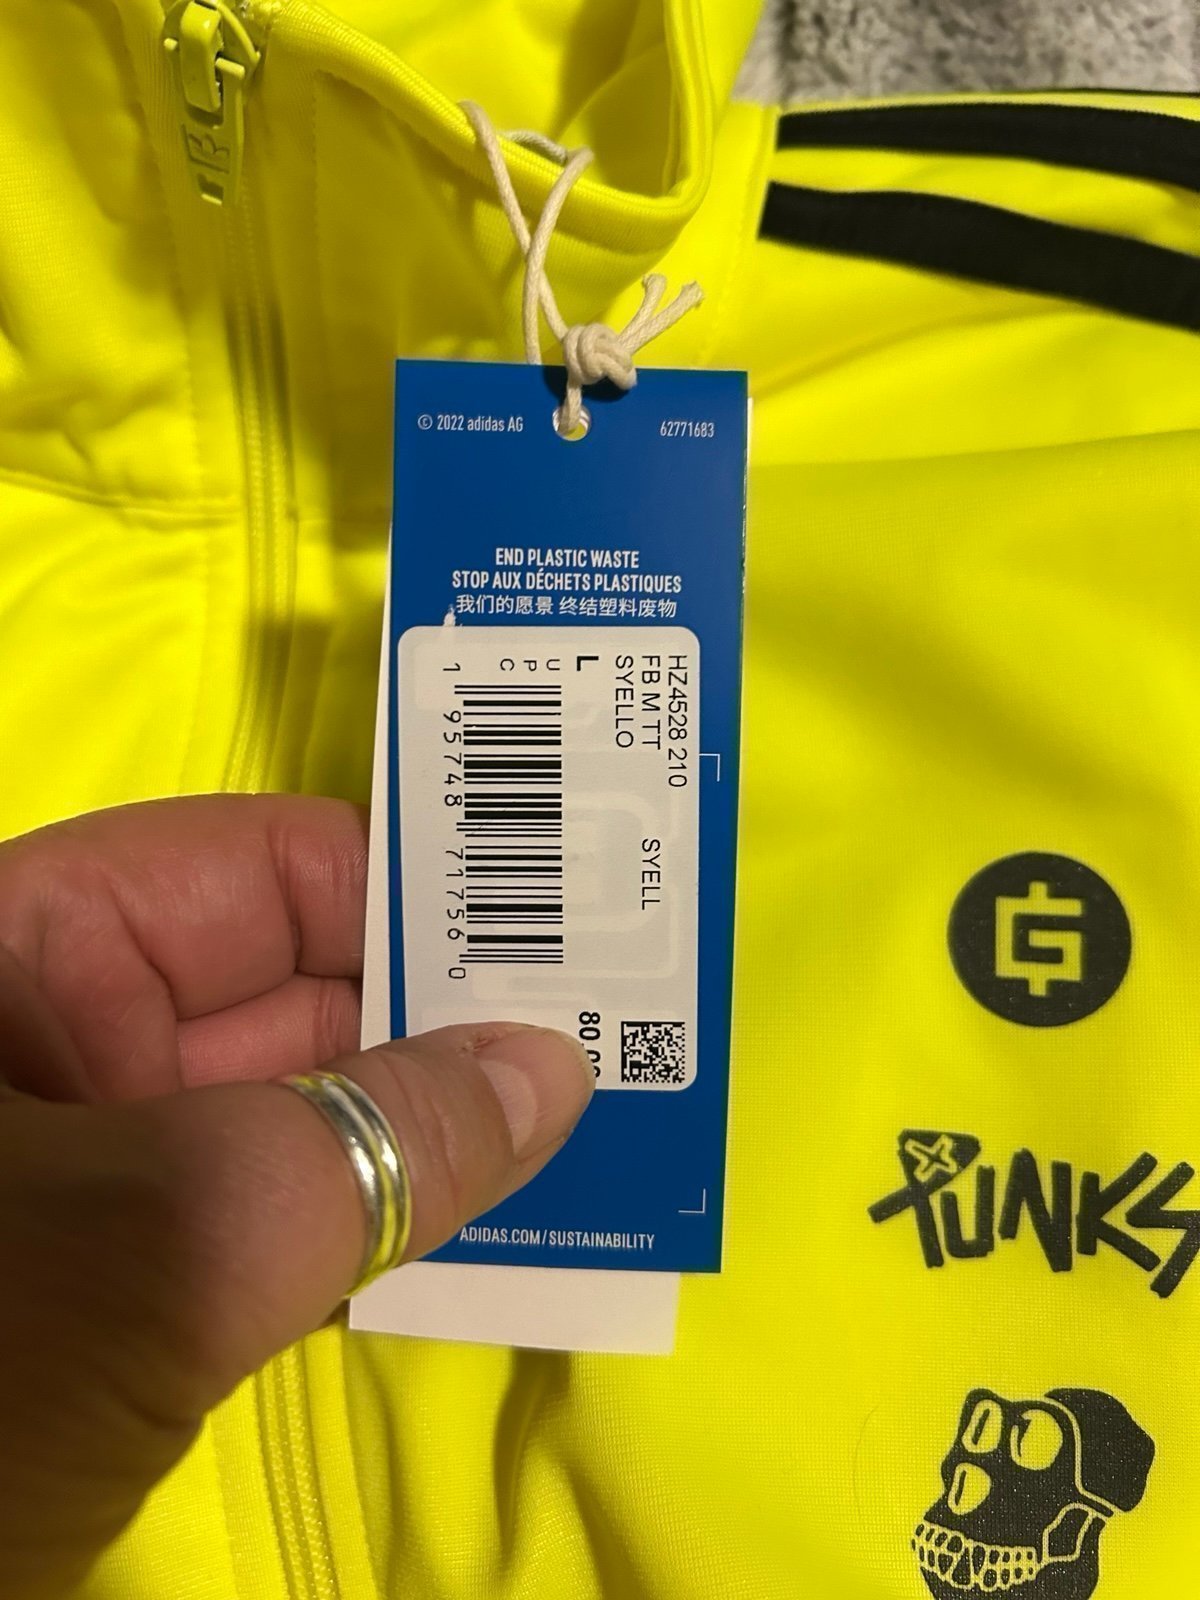 © 2022 adidas AG
62771683
END PLASTIC WASTE
STOP AUX DÉCHETS PLASTIQUES
我们的愿景 终结塑料废物
HZ4528 210
FB M TT SYELL
SYELLO
L
UPC
1 95748 71756 0
ADIDAS.COM/SUSTAINABILITY
G
PUNKS